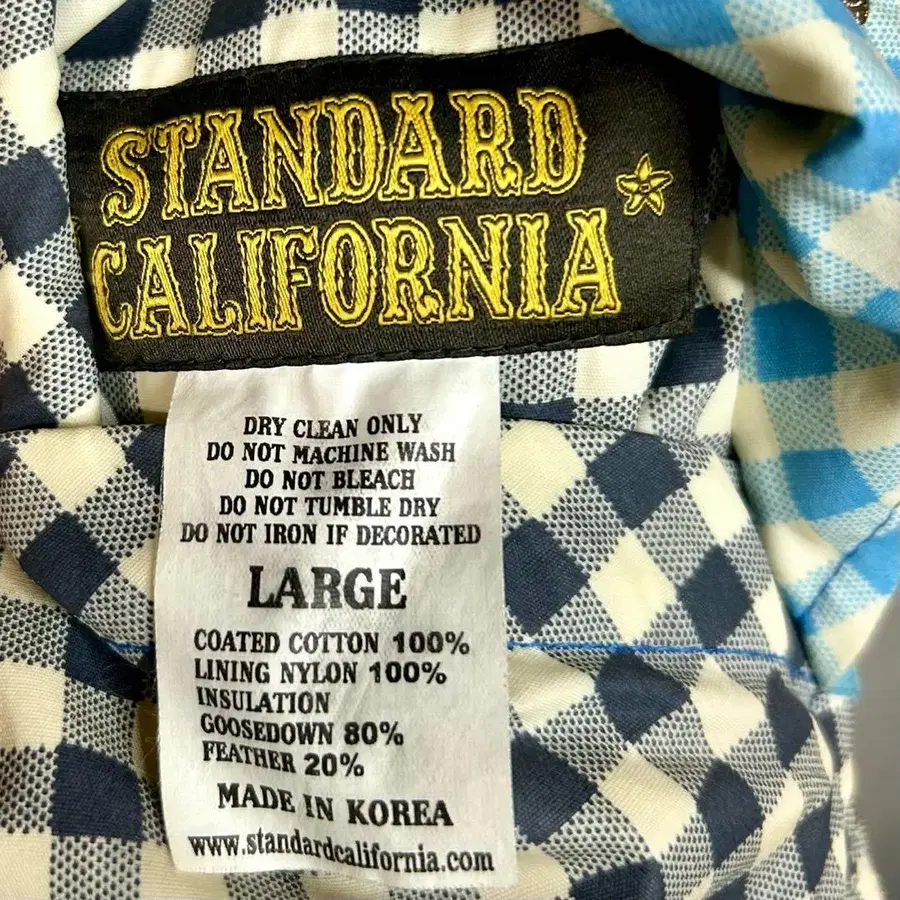 STANDARD
CALIFORNIA
DRY CLEAN ONLY
DO NOT MACHINE WASH
DO NOT BLEACH
DO NOT TUMBLE DRY
DO NOT IRON IF DECORATED
LARGE
COATED COTTON 100%
LINING NYLON 100%
INSULATION
GOOSEDOWN 80%
FEATHER 20%
MADE IN KOREA
www.standardcalifornia.com